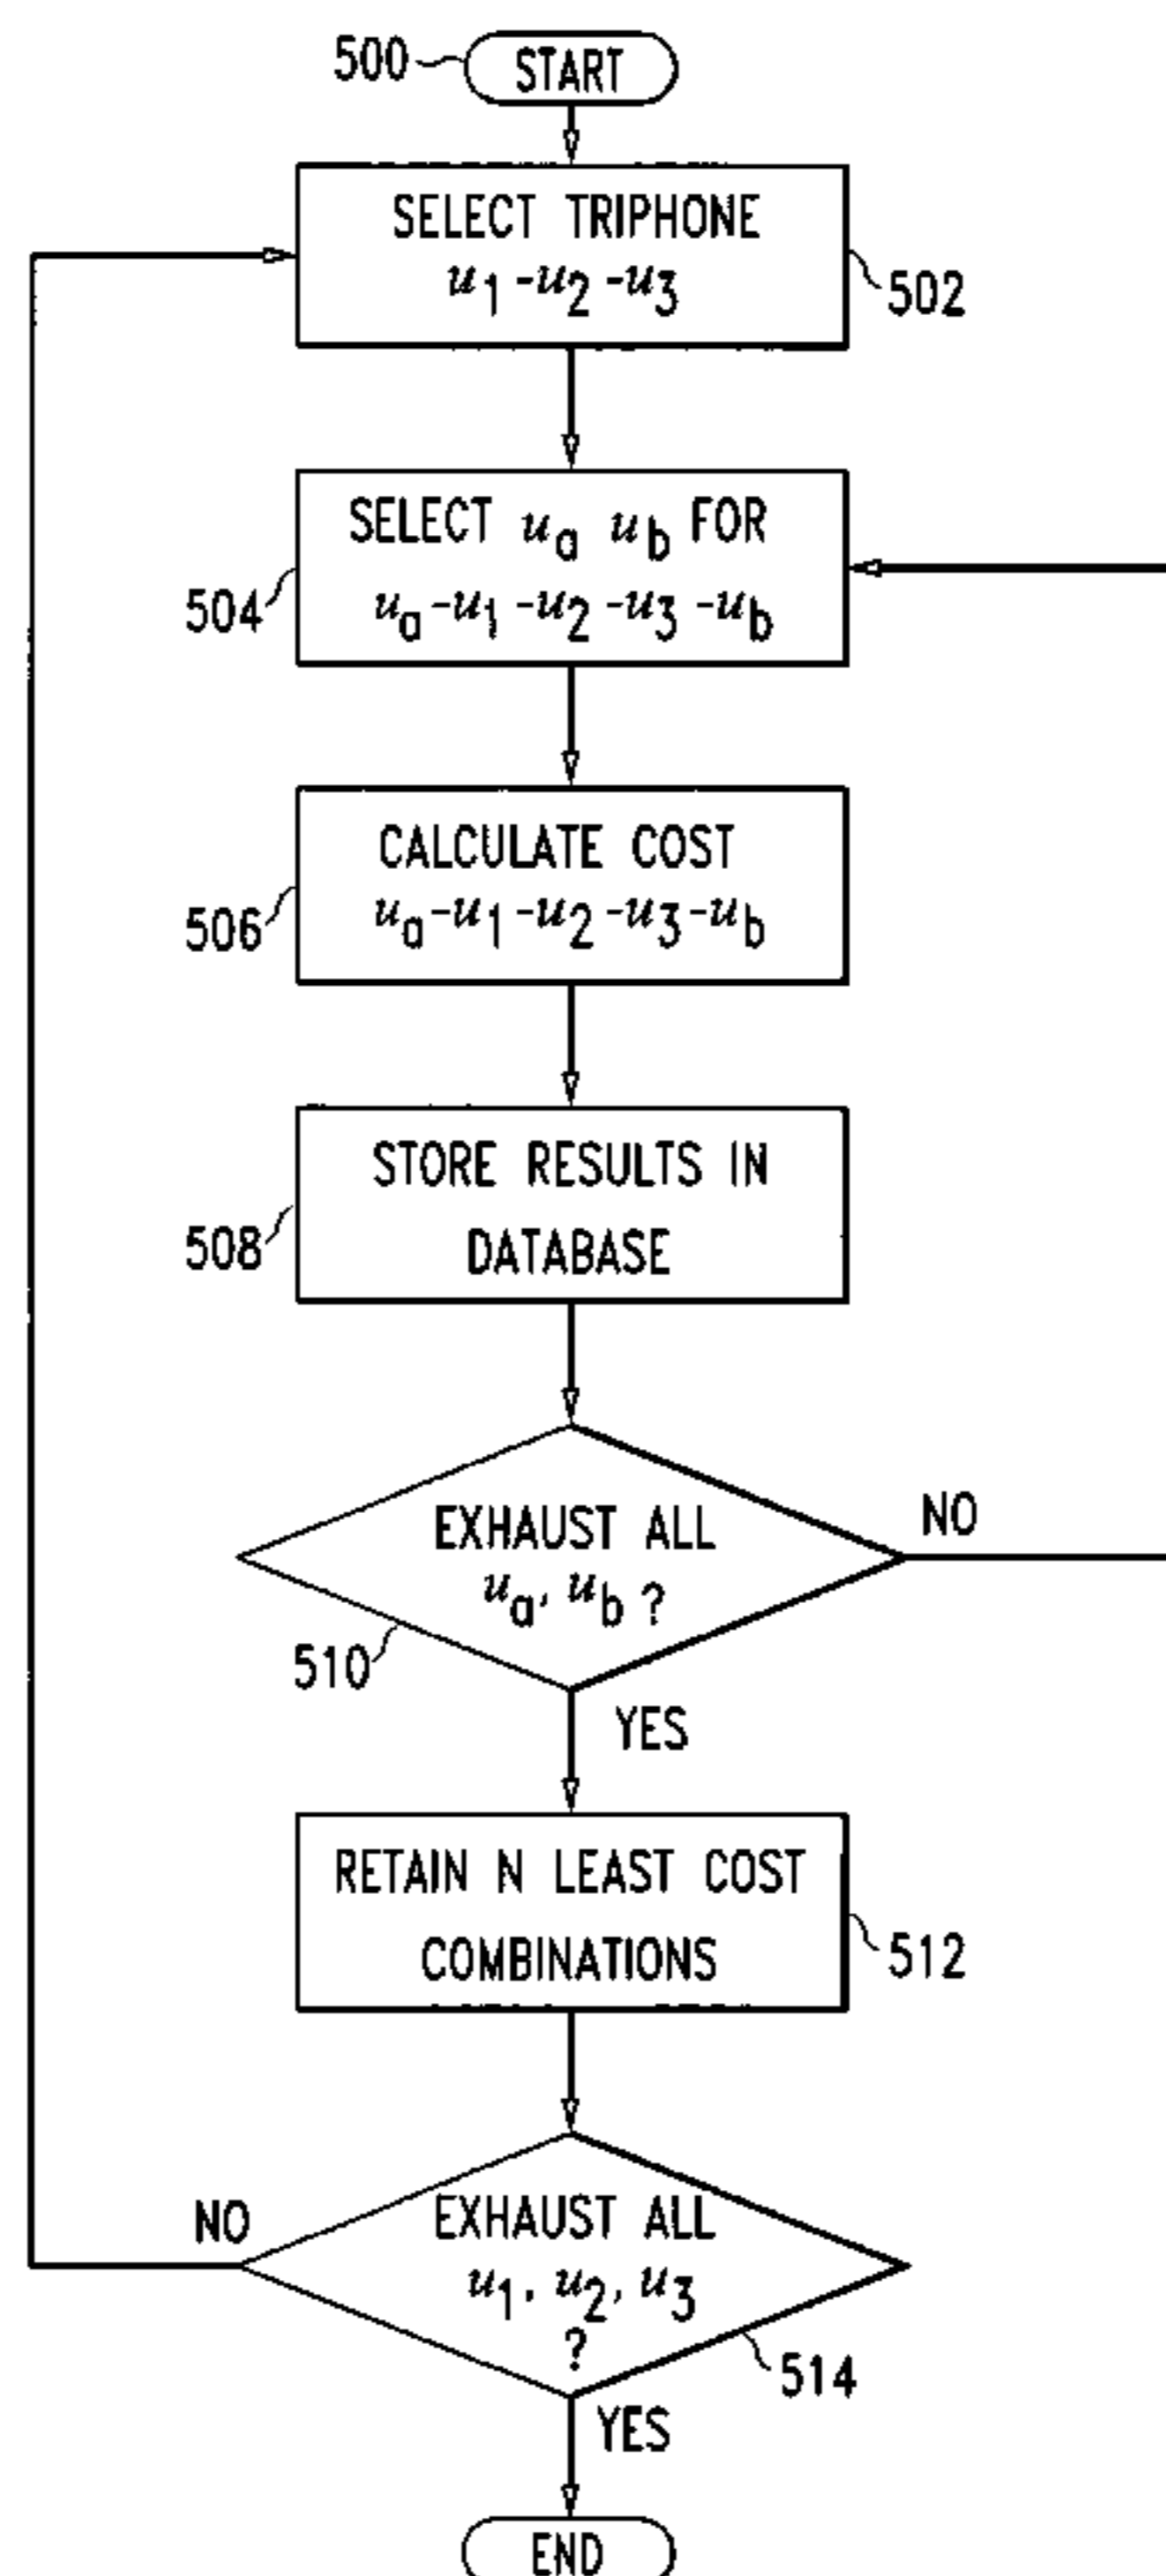 500 START
SELECT TRIPHONE
u1-u2-u3
502
SELECT ua ub FOR
ua-u1-u2-u3-ub
504
CALCULATE COST
ua-u1-u2-u3-ub
506
STORE RESULTS IN
DATABASE
508
EXHAUST ALL
ua, ub ?
NO
510
YES
RETAIN N LEAST COST
COMBINATIONS
512
NO
EXHAUST ALL
u1, u2, u3
?
514
YES
END